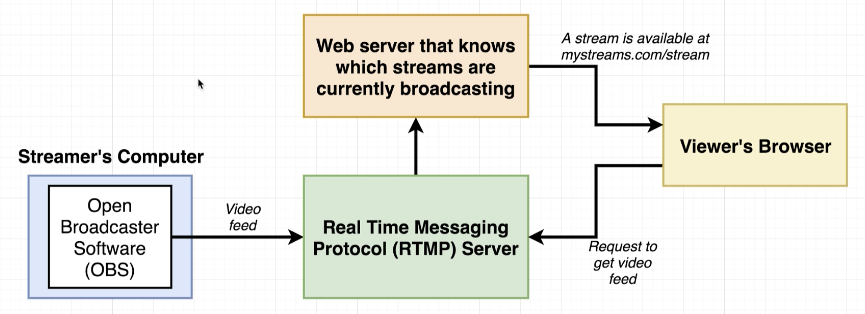 Web server that knows
which streams are
currently broadcasting
A stream is available at
mystreams.com/stream
Viewer's Browser
Streamer's Computer
Open
Broadcaster
Software
(OBS)
Video
feed
Real Time Messaging
Protocol (RTMP) Server
Request to
get video
feed